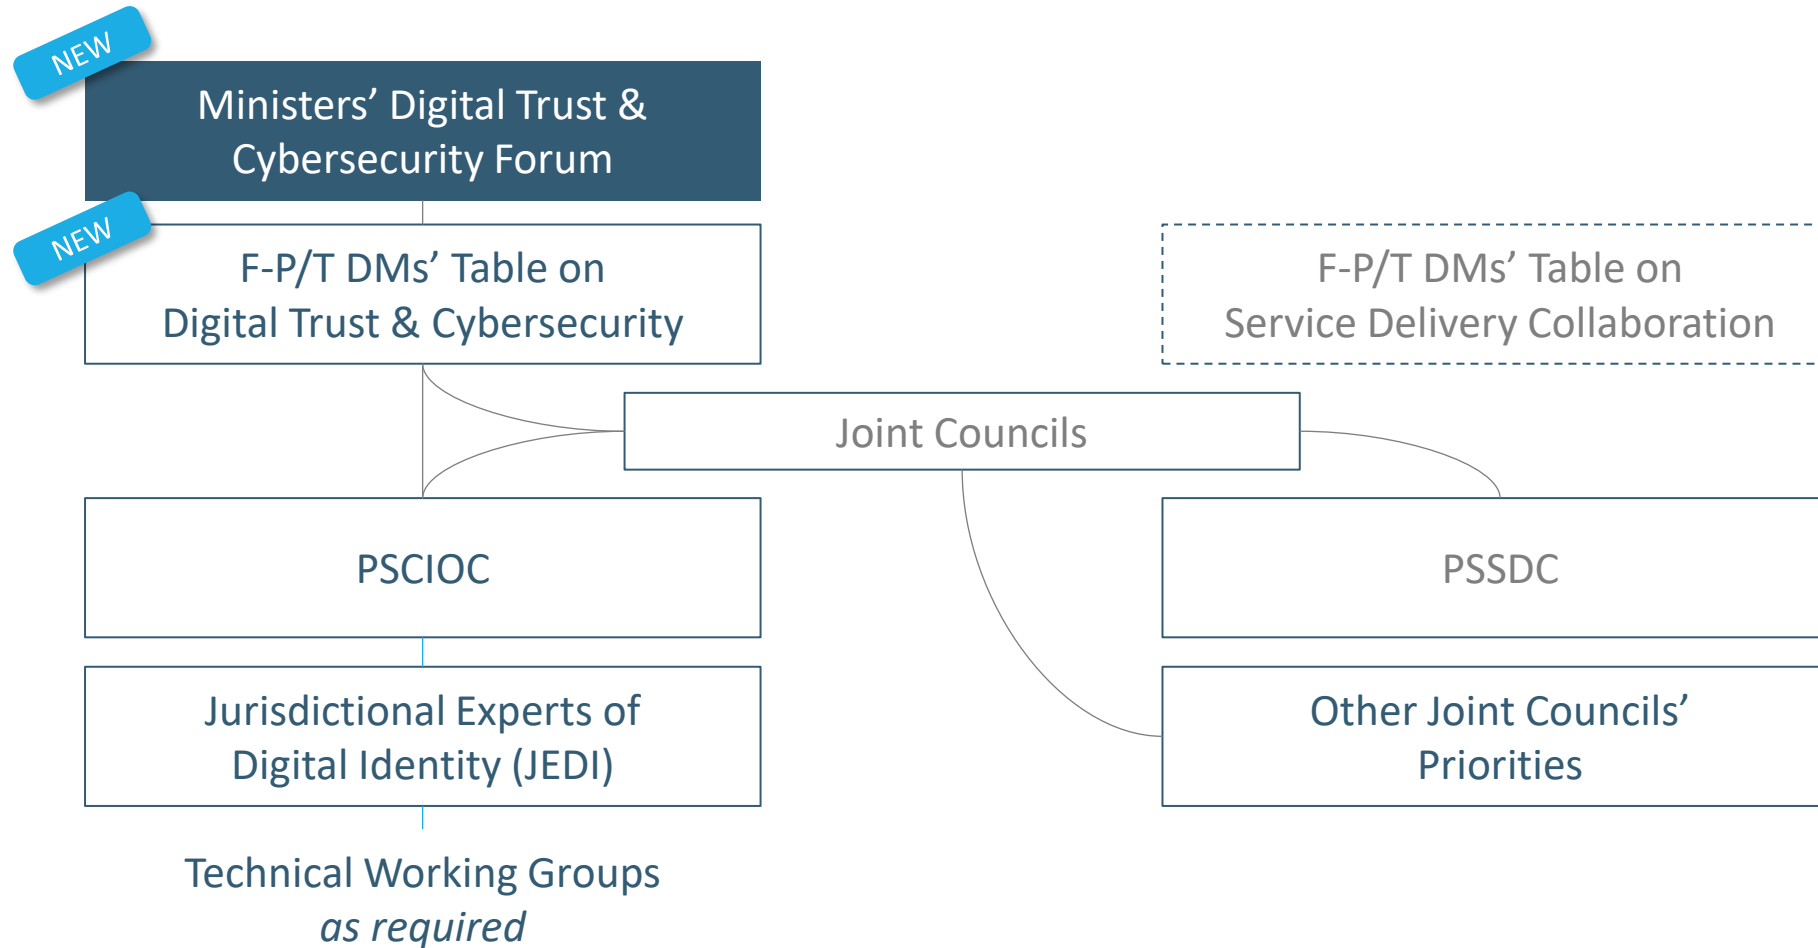 NEW
Ministers’ Digital Trust &
Cybersecurity Forum
NEW
F-P/T DMs’ Table on
Digital Trust & Cybersecurity
F-P/T DMs’ Table on
Service Delivery Collaboration
Joint Councils
PSCIOC
PSSDC
Jurisdictional Experts of
Digital Identity (JEDI)
Other Joint Councils’
Priorities
Technical Working Groups
as required